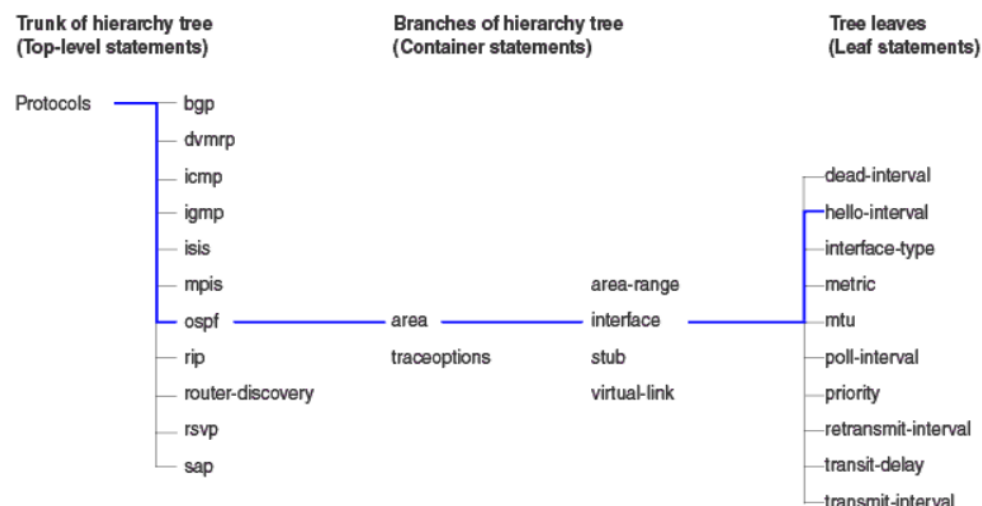 Trunk of hierarchy tree
(Top-level statements)
Branches of hierarchy tree
(Container statements)
Tree leaves
(Leaf statements)
Protocols
bgp
dvmrp
icmp
igmp
isis
mpis
ospf
rip
router-discovery
rsvp
sap
area
traceoptions
area-range
interface
stub
virtual-link
dead-interval
hello-interval
interface-type
metric
mtu
poll-interval
priority
retransmit-interval
transit-delay
transmit-interval